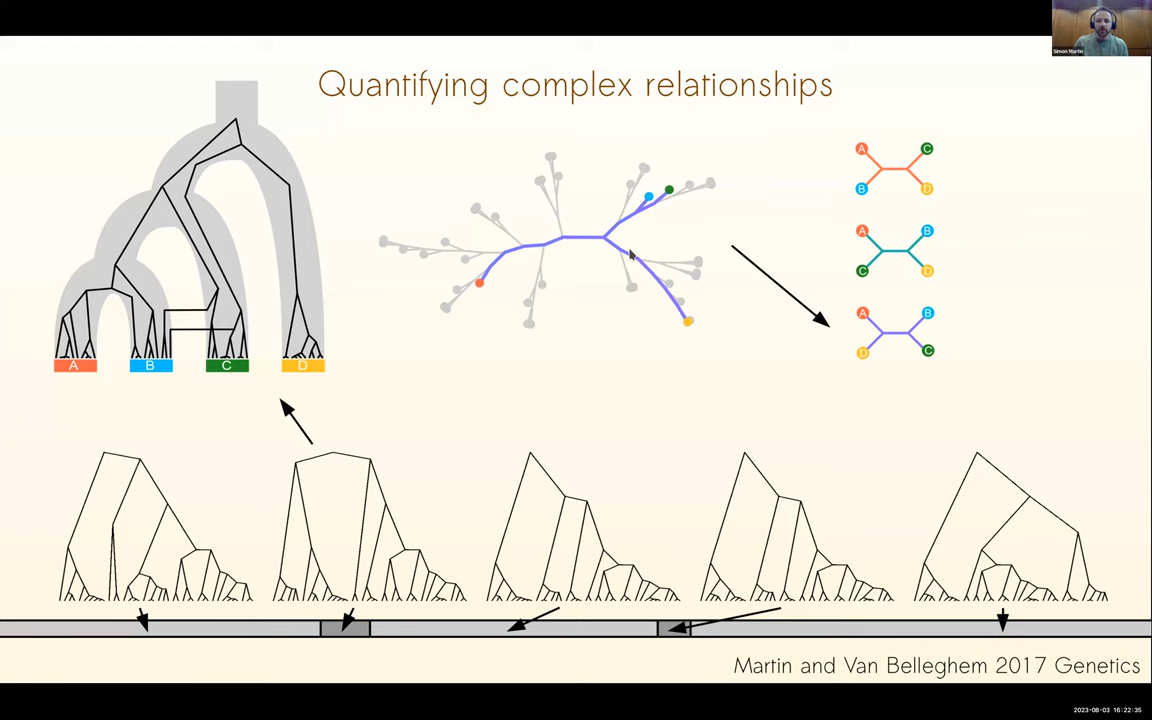 Simon Martin
Quantifying complex relationships
A
B
C
D
A
C
B
D
A
B
C
D
A
B
D
C
Martin and Van Belleghem 2017 Genetics
2023-08-03 16:22:35